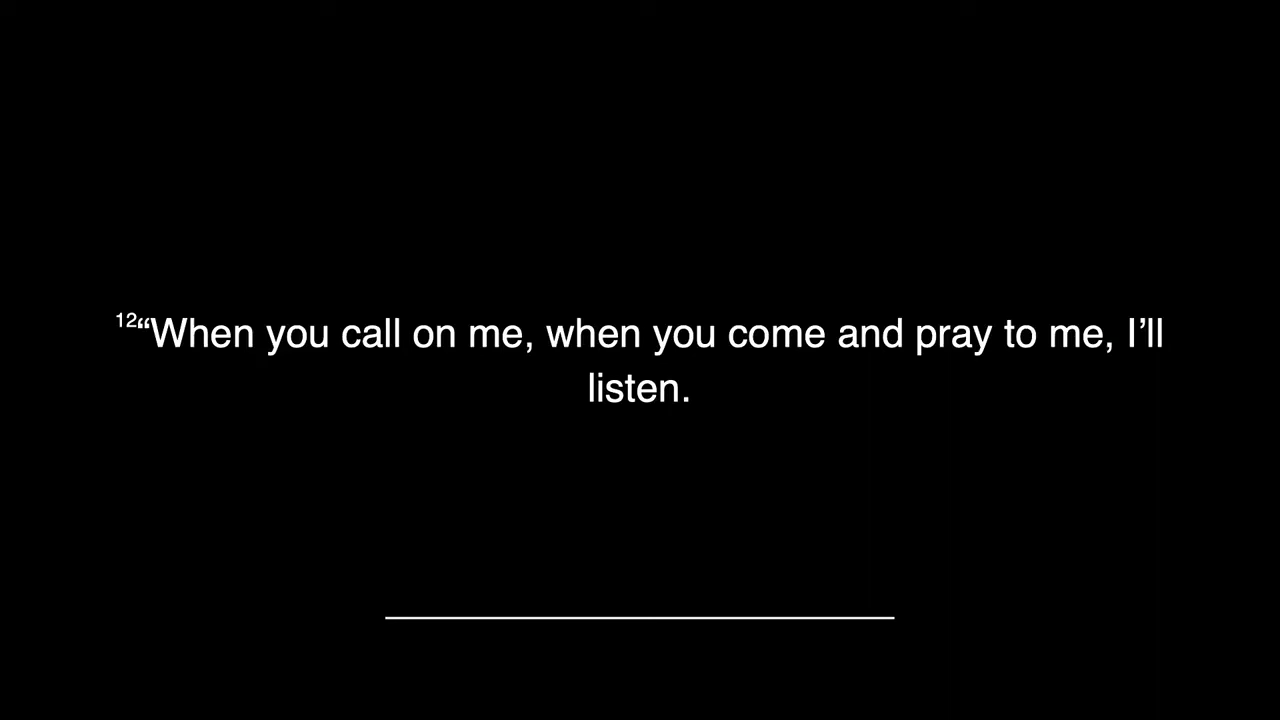 12“When you call on me, when you come and pray to me, I’ll
listen.